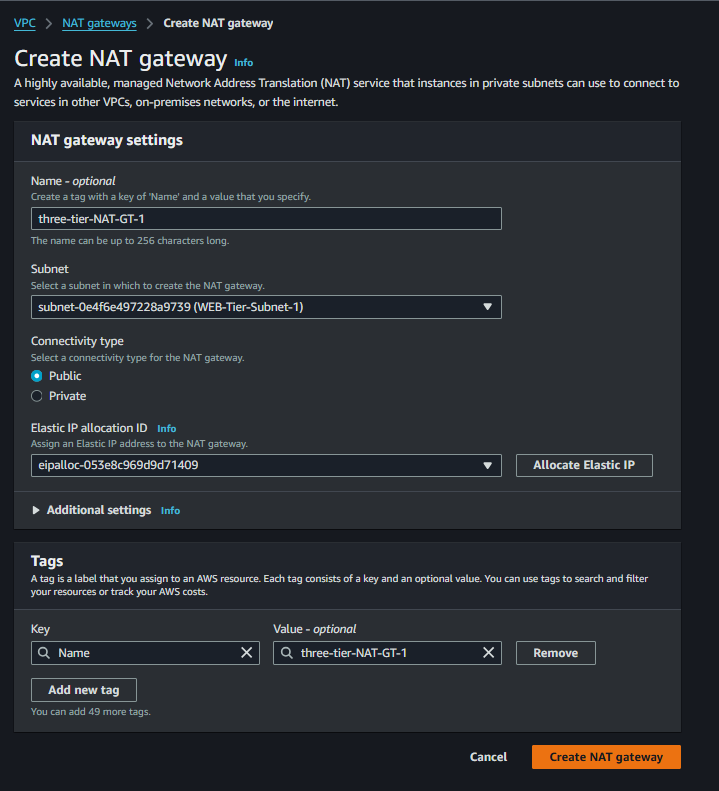 VPC > NAT gateways > Create NAT gateway
Create NAT gateway Info
A highly available, managed Network Address Translation (NAT) service that instances in private subnets can use to connect to
services in other VPCs, on-premises networks, or the internet.
NAT gateway settings
Name - optional
Create a tag with a key of 'Name' and a value that you specify.
three-tier-NAT-GT-1
The name can be up to 256 characters long.
Subnet
Select a subnet in which to create the NAT gateway.
subnet-0e4f6e497228a9739 (WEB-Tier-Subnet-1)
Connectivity type
Select a connectivity type for the NAT gateway.
Public
Private
Elastic IP allocation ID Info
Assign an Elastic IP address to the NAT gateway.
eipalloc-053e8c969d9d71409
Allocate Elastic IP
Additional settings Info
Tags
A tag is a label that you assign to an AWS resource. Each tag consists of a key and an optional value. You can use tags to search and filter
your resources or track your AWS costs.
Key
Value - optional
Name
three-tier-NAT-GT-1
Remove
Add new tag
You can add 49 more tags.
Cancel
Create NAT gateway